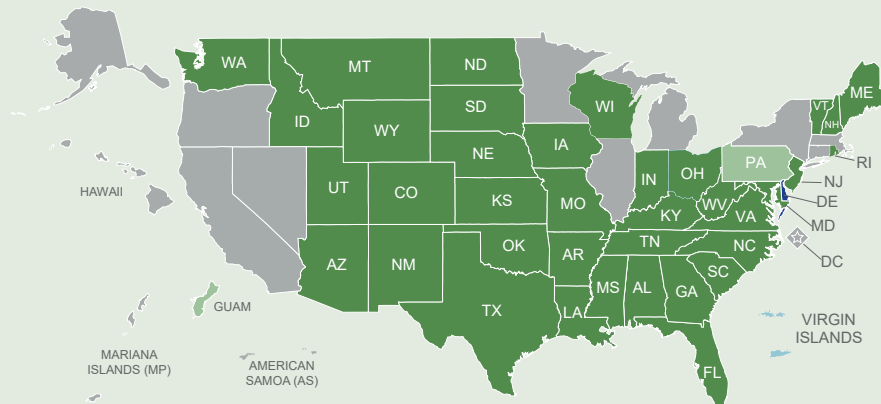 WA
MT
ND
ME
VT
NH
ID
SD
WI
WY
IA
NE
PA
RI
UT
CO
IN
OH
NJ
DE
HAWAII
KS
MO
WV
VA
MD
KY
TN
NC
DC
AZ
NM
OK
AR
SC
MS
AL
GA
GUAM
TX
LA
VIRGIN
ISLANDS
MARIANA
ISLANDS (MP)
AMERICAN
SAMOA (AS)
FL